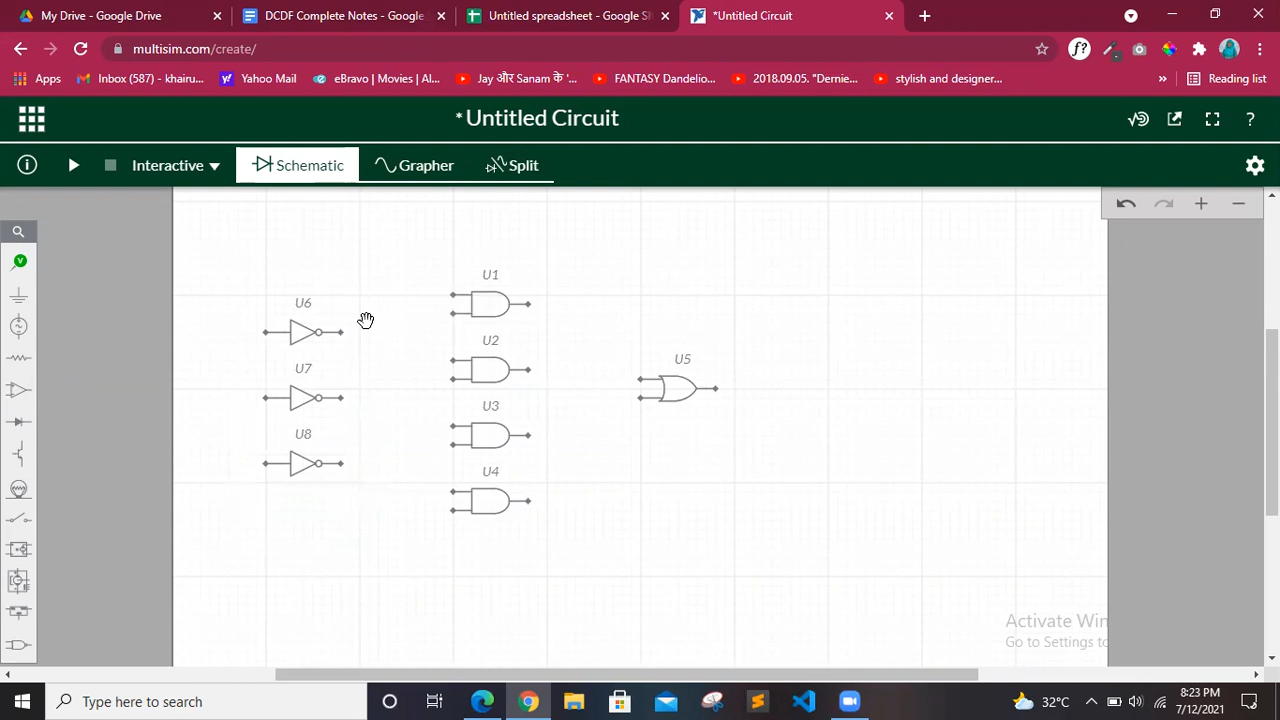 My Drive - Google Drive
DCDF Complete Notes - Google
Untitled spreadsheet - Google Sh
*Untitled Circuit
multisim.com/create/
f?
Apps
Inbox (587) - khairu...
Yahoo Mail
eBravo | Movies | Al...
Jay और Sanam के '...
FANTASY Dandelio...
2018.09.05. "Dernie...
stylish and designer...
»
Reading list
*Untitled Circuit
?
Interactive
Schematic
Grapher
Split
V
U1
U6
U2
U5
U7
U3
U8
U4
Activate Win
Go to Settings to
Type here to search
32°C
8:23 PM
7/12/2021